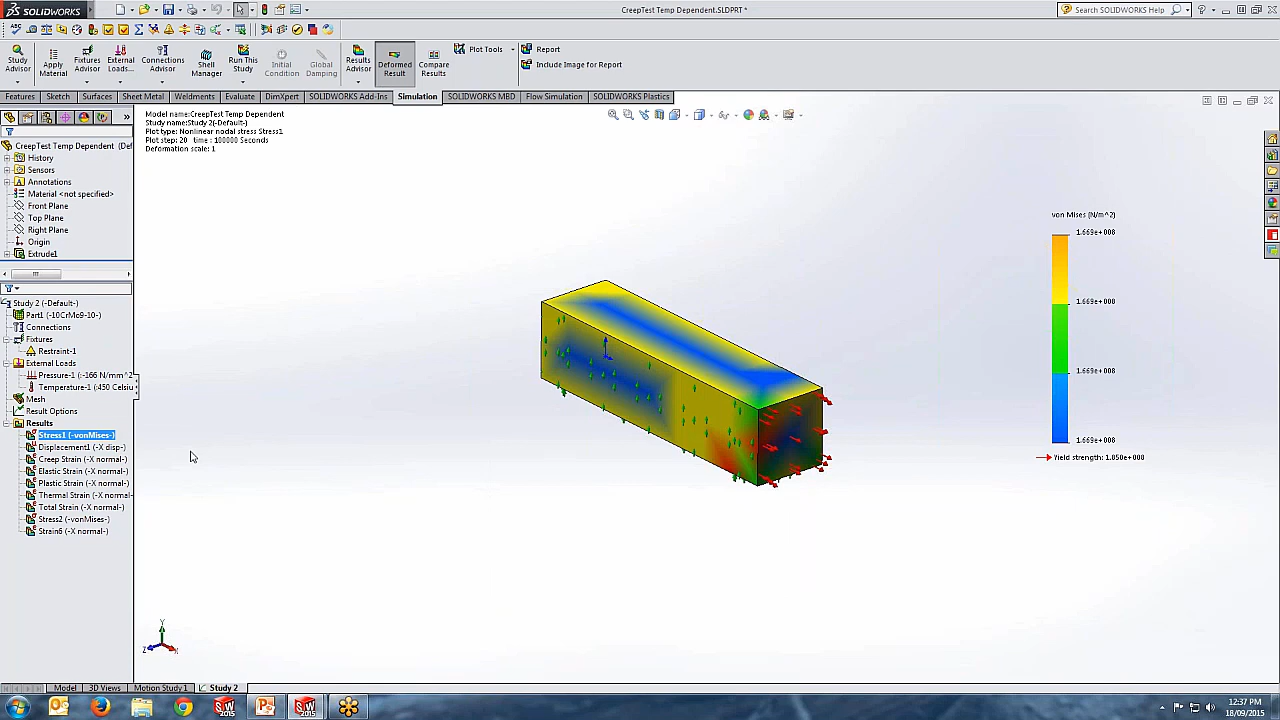 SOLIDWORKS
CreepTest Temp Dependent.SLDPRT *
Search SOLIDWORKS Help
Study Advisor
Apply Material
Fixtures Advisor
External Loads...
Connections Advisor
Shell Manager
Run This Study
Initial Condition
Global Damping
Results Advisor
Deformed Result
Compare Results
Plot Tools
Report
Include Image for Report
Features
Sketch
Surfaces
Sheet Metal
Weldments
Evaluate
DimXpert
SOLIDWORKS Add-Ins
Simulation
SOLIDWORKS MBD
Flow Simulation
SOLIDWORKS Plastics
CreepTest Temp Dependent (Def
History
Sensors
Annotations
Material <not specified>
Front Plane
Top Plane
Right Plane
Origin
Extrude1
Study 2 (-Default-)
Part1 (-10CrMo9-10-)
Connections
Fixtures
Restraint-1
External Loads
Pressure-1 (:-166 N/mm^2
Temperature-1 (:450 Celsiu
Mesh
Result Options
Results
Stress1 (-vonMises-)
Displacement1 (-X disp-)
Creep Strain (-X normal-)
Elastic Strain (-X normal-)
Plastic Strain (-X normal-)
Thermal Strain (-X normal-
Total Strain (-X normal-)
Stress2 (-vonMises-)
Strain6 (-X normal-)
Model name:CreepTest Temp Dependent
Study name:Study 2(-Default-)
Plot type: Nonlinear nodal stress Stress1
Plot step: 20 time : 100000 Seconds
Deformation scale: 1
von Mises (N/m^2)
1.669e+008
1.669e+008
1.669e+008
1.669e+008
Yield strength: 1.050e+000
Y
Z
X
Model
3D Views
Motion Study 1
Study 2
2015
2015
12:37 PM
18/09/2015